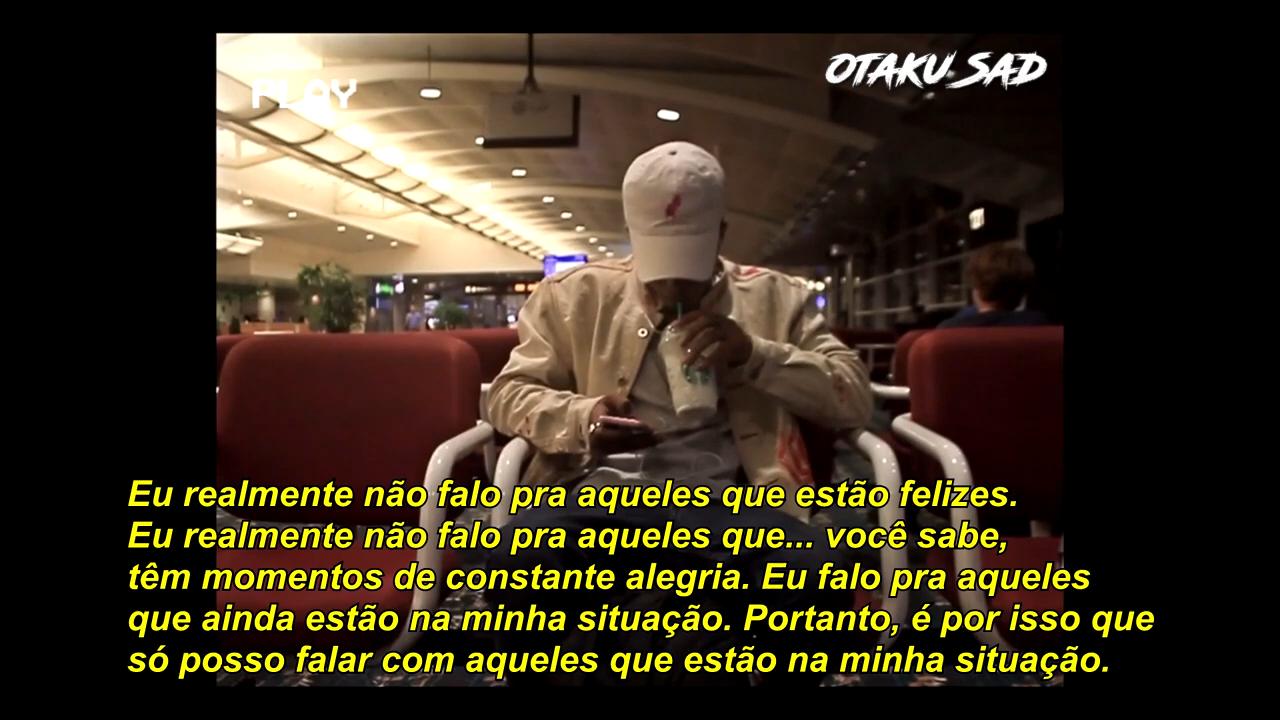 OTAKU SAD
PLAY
Eu realmente não falo pra aqueles que estão felizes.
Eu realmente não falo pra aqueles que... você sabe,
têm momentos de constante alegria. Eu falo pra aqueles
que ainda estão na minha situação. Portanto, é por isso que
só posso falar com aqueles que estão na minha situação.